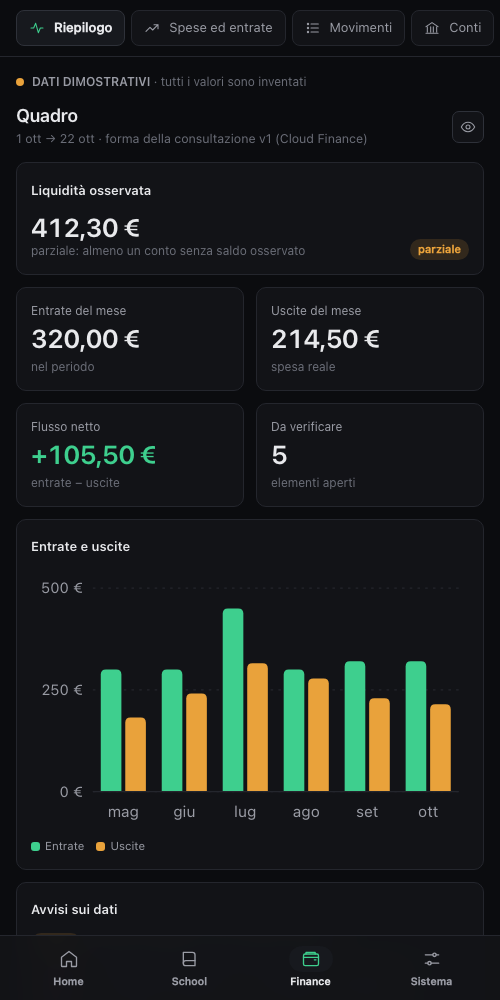 Riepilogo
Spese ed entrate
Movimenti
Conti
DATI DIMOSTRATIVI · tutti i valori sono inventati
Quadro
1 ott → 22 ott · forma della consultazione v1 (Cloud Finance)
Liquidità osservata
412,30 €
parziale: almeno un conto senza saldo osservato
parziale
Entrate del mese
320,00 €
nel periodo
Uscite del mese
214,50 €
spesa reale
Flusso netto
+105,50 €
entrate − uscite
Da verificare
5
elementi aperti
Entrate e uscite
500 €
250 €
0 €
mag giu lug ago set ott
Entrate Uscite
Avvisi sui dati
Home
School
Finance
Sistema